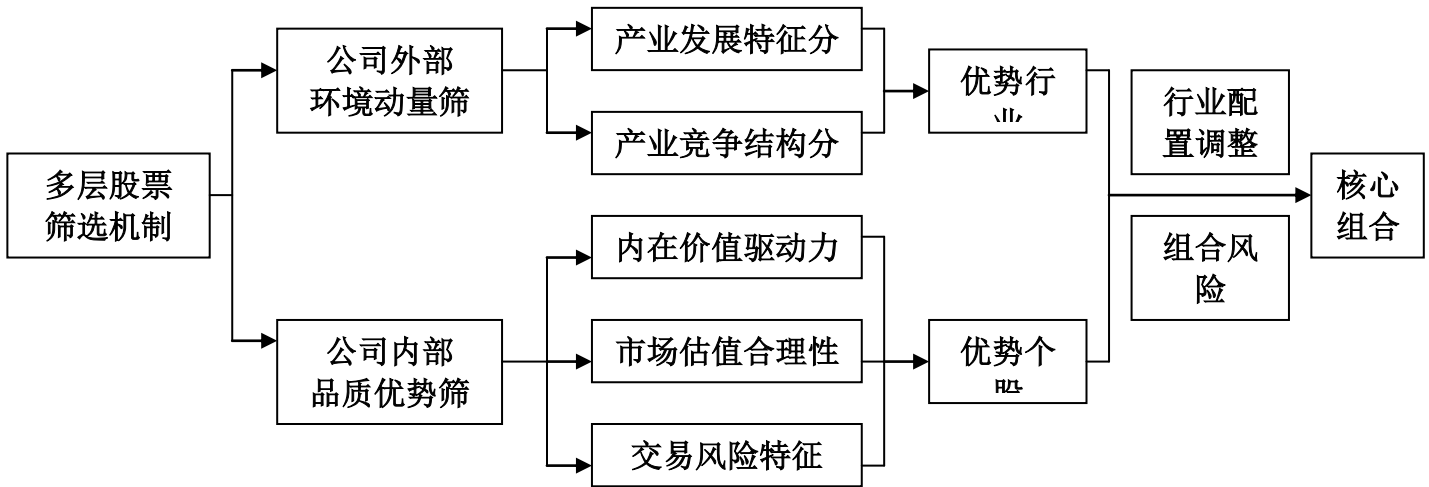 多层股票
筛选机制
公司外部
环境动量筛
公司内部
品质优势筛
产业发展特征分
产业竞争结构分
内在价值驱动力
市场估值合理性
交易风险特征
优势行
业
优势个
股
行业配
置调整
组合风
险
核心
组合